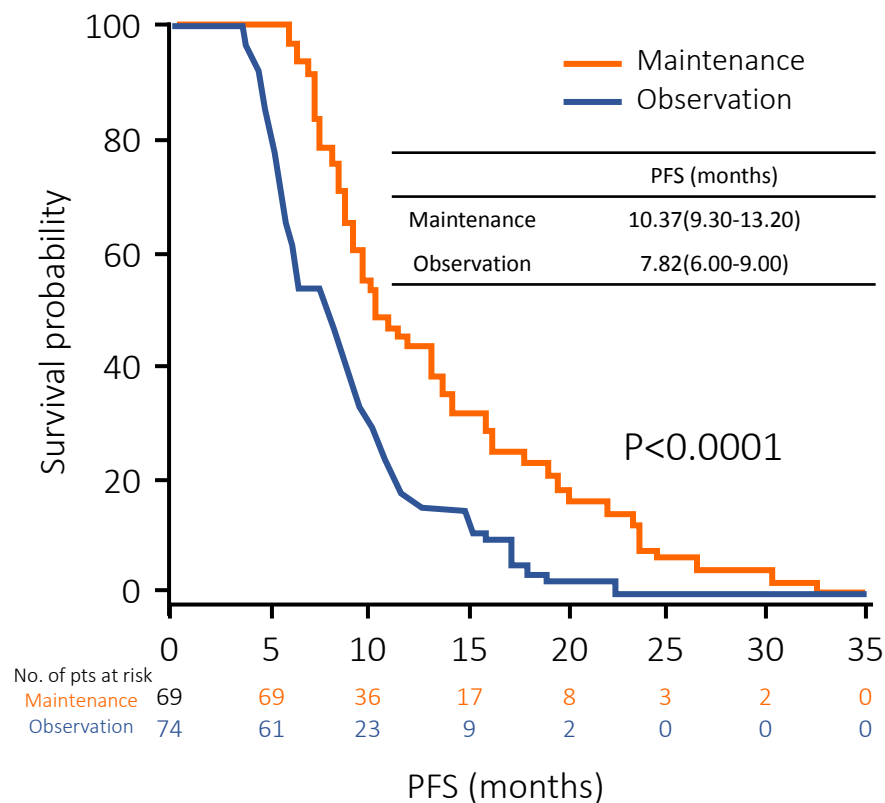 100
80
60
40
20
0
Survival probability
Maintenance
Observation
PFS (months)
Maintenance 10.37(9.30-13.20)
Observation 7.82(6.00-9.00)
P<0.0001
0 5 10 15 20 25 30 35
No. of pts at risk
Maintenance 69 69 36 17 8 3 2 0
Observation 74 61 23 9 2 0 0 0
PFS (months)